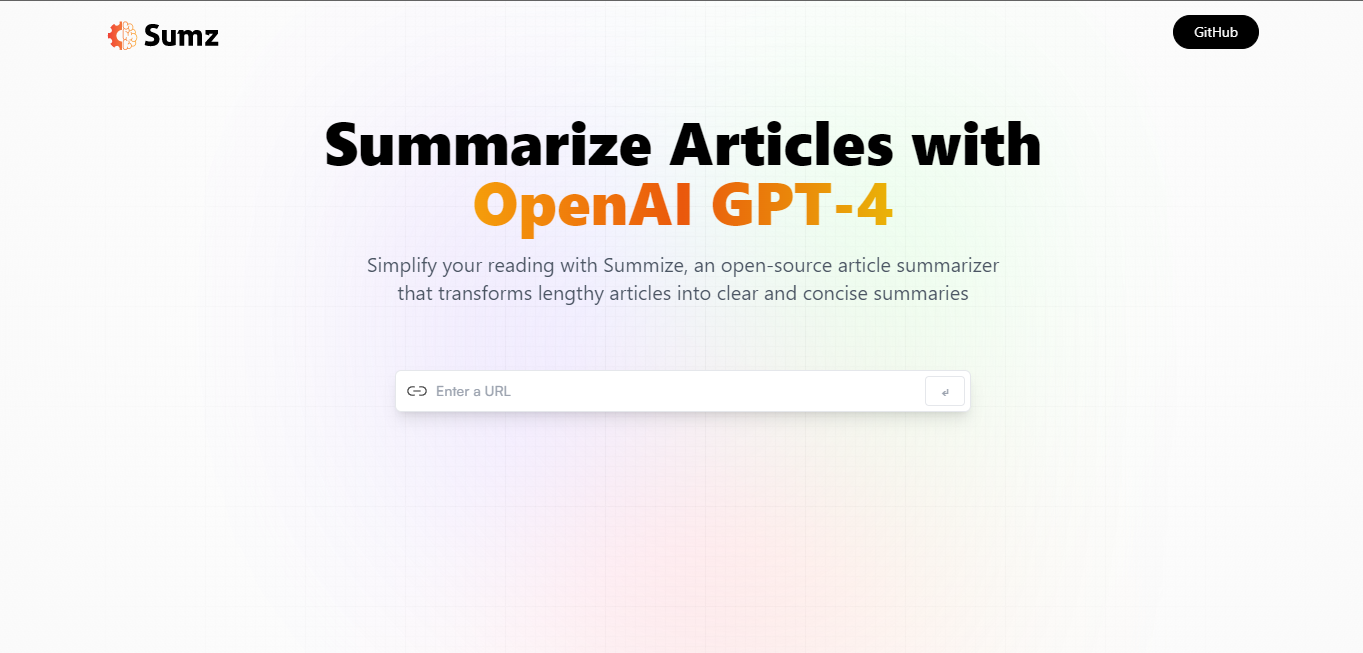 Sumz
GitHub
Summarize Articles with
OpenAI GPT-4
Simplify your reading with Summize, an open-source article summarizer
that transforms lengthy articles into clear and concise summaries
Enter a URL
↵